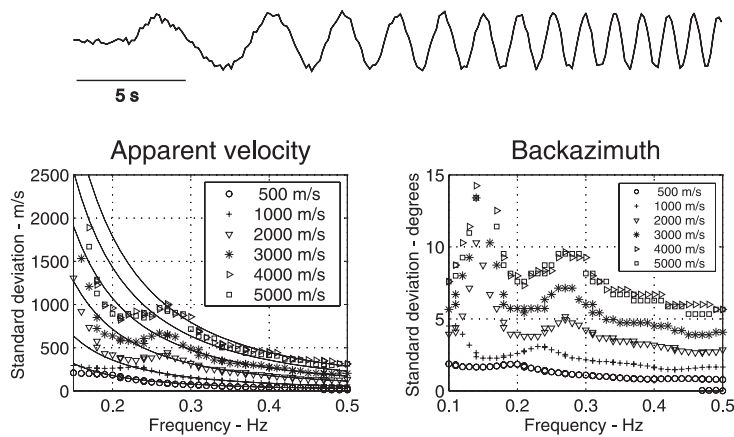 5 s
Apparent velocity
Standard deviation - m/s
2500
2000
1500
1000
500
0
500 m/s
1000 m/s
2000 m/s
3000 m/s
4000 m/s
5000 m/s
0.2
0.3
0.4
0.5
Frequency - Hz
Backazimuth
Standard deviation - degrees
15
10
5
0
500 m/s
1000 m/s
2000 m/s
3000 m/s
4000 m/s
5000 m/s
0.1
0.2
0.3
0.4
0.5
Frequency - Hz